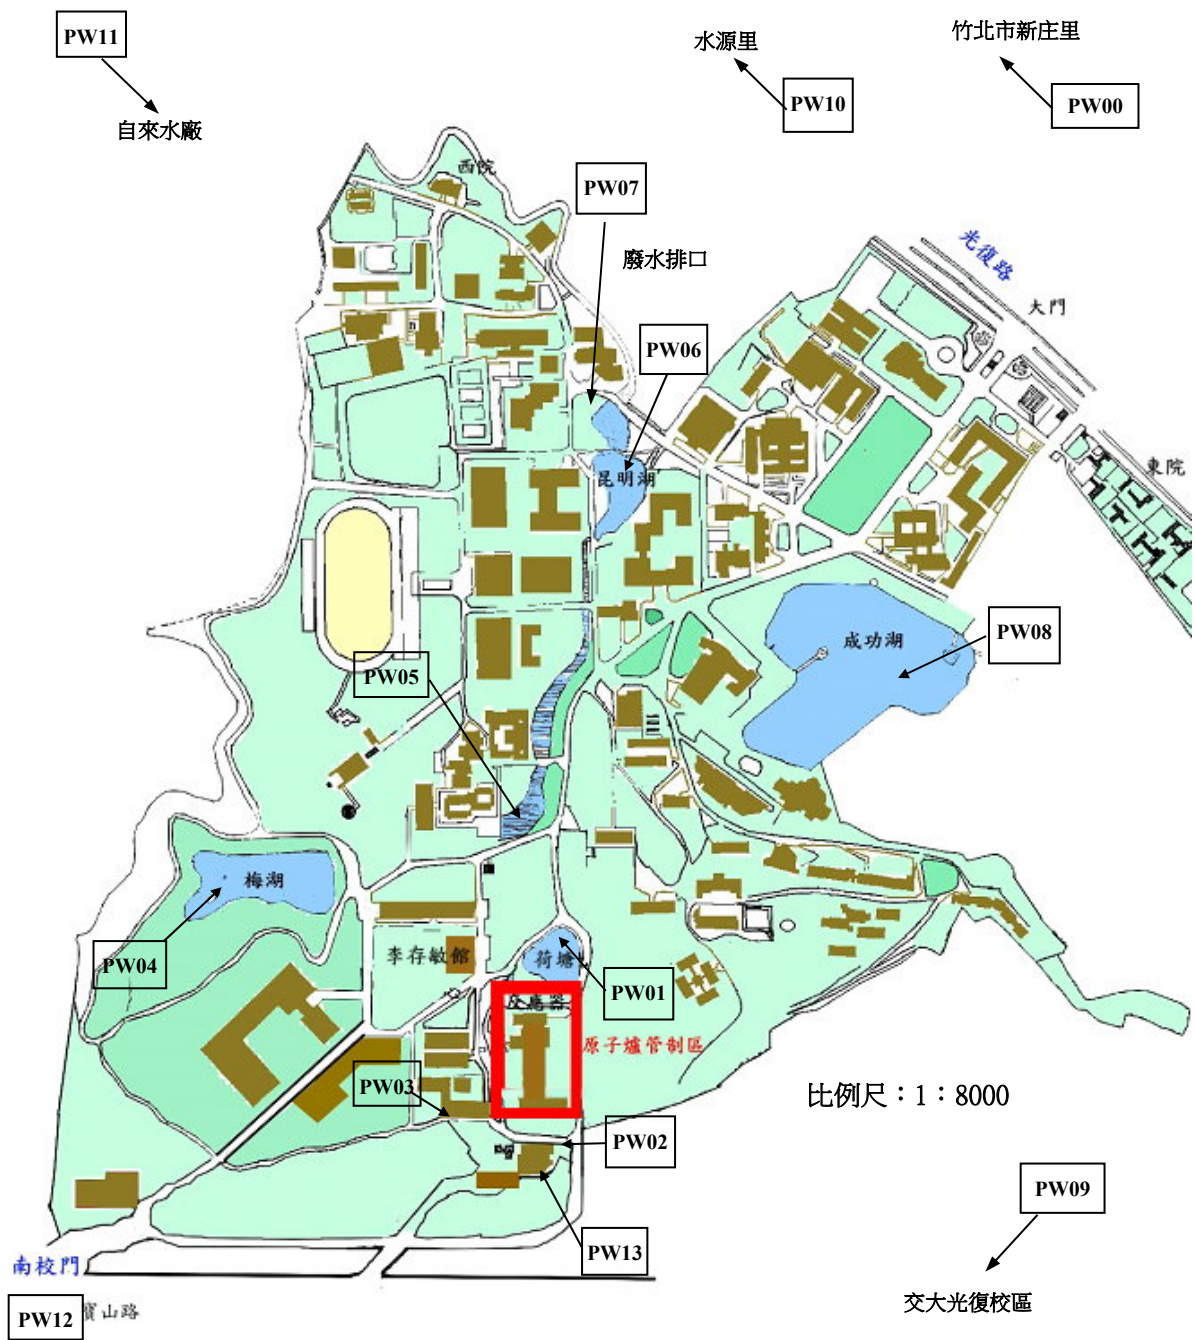 PW11
自來水廠
水源里
PW10
竹北市新庄里
PW00
西院
PW07
廢水排口
光復路
大門
PW06
昆明湖
東院
成功湖
PW08
PW05
梅湖
PW04
李存敏館
荷塘
PW01
反應器
原子爐管制區
PW03
比例尺：1：8000
PW02
PW13
PW09
交大光復校區
南校門
PW12
寶山路